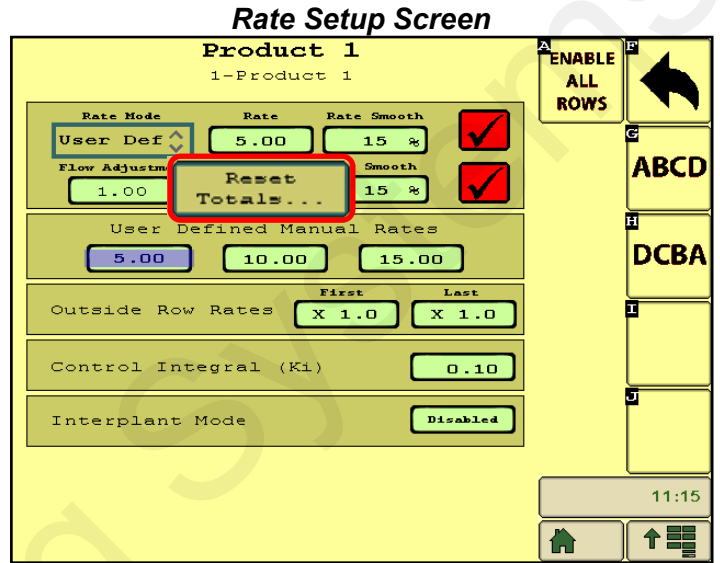 Rate Setup Screen
Product 1
1-Product 1
Rate Mode Rate Rate Smooth
User Def 5.00 15 %
Flow Adjustm Smooth
1.00 15 %
Reset
Totals...
User Defined Manual Rates
5.00 10.00 15.00
First Last
Outside Row Rates X 1.0 X 1.0
Control Integral (Ki) 0.10
Interplant Mode Disabled
A
ENABLE
ALL
ROWS
F
G
ABCD
H
DCBA
I
J
11:15